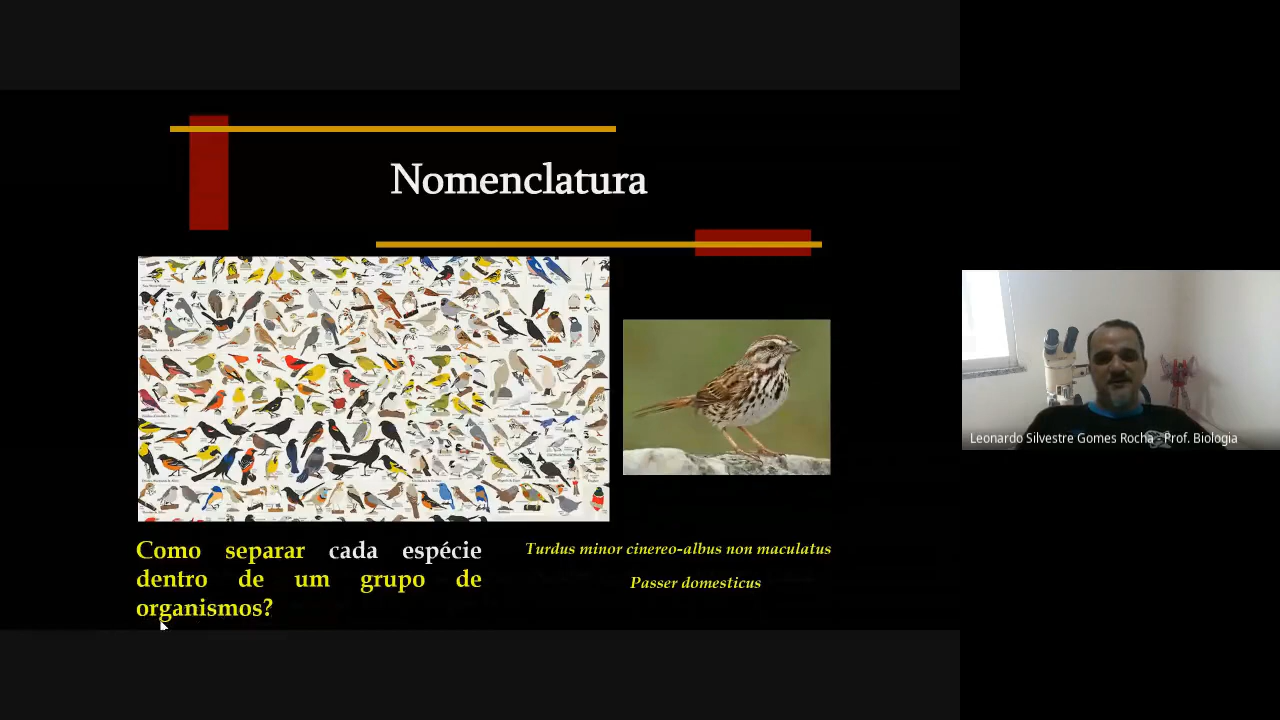 Nomenclatura
Como separar cada espécie
dentro de um grupo de
organismos?
Turdus minor cinereo-albus non maculatus
Passer domesticus
Leonardo Silvestre Gomes Rocha - Prof. Biologia